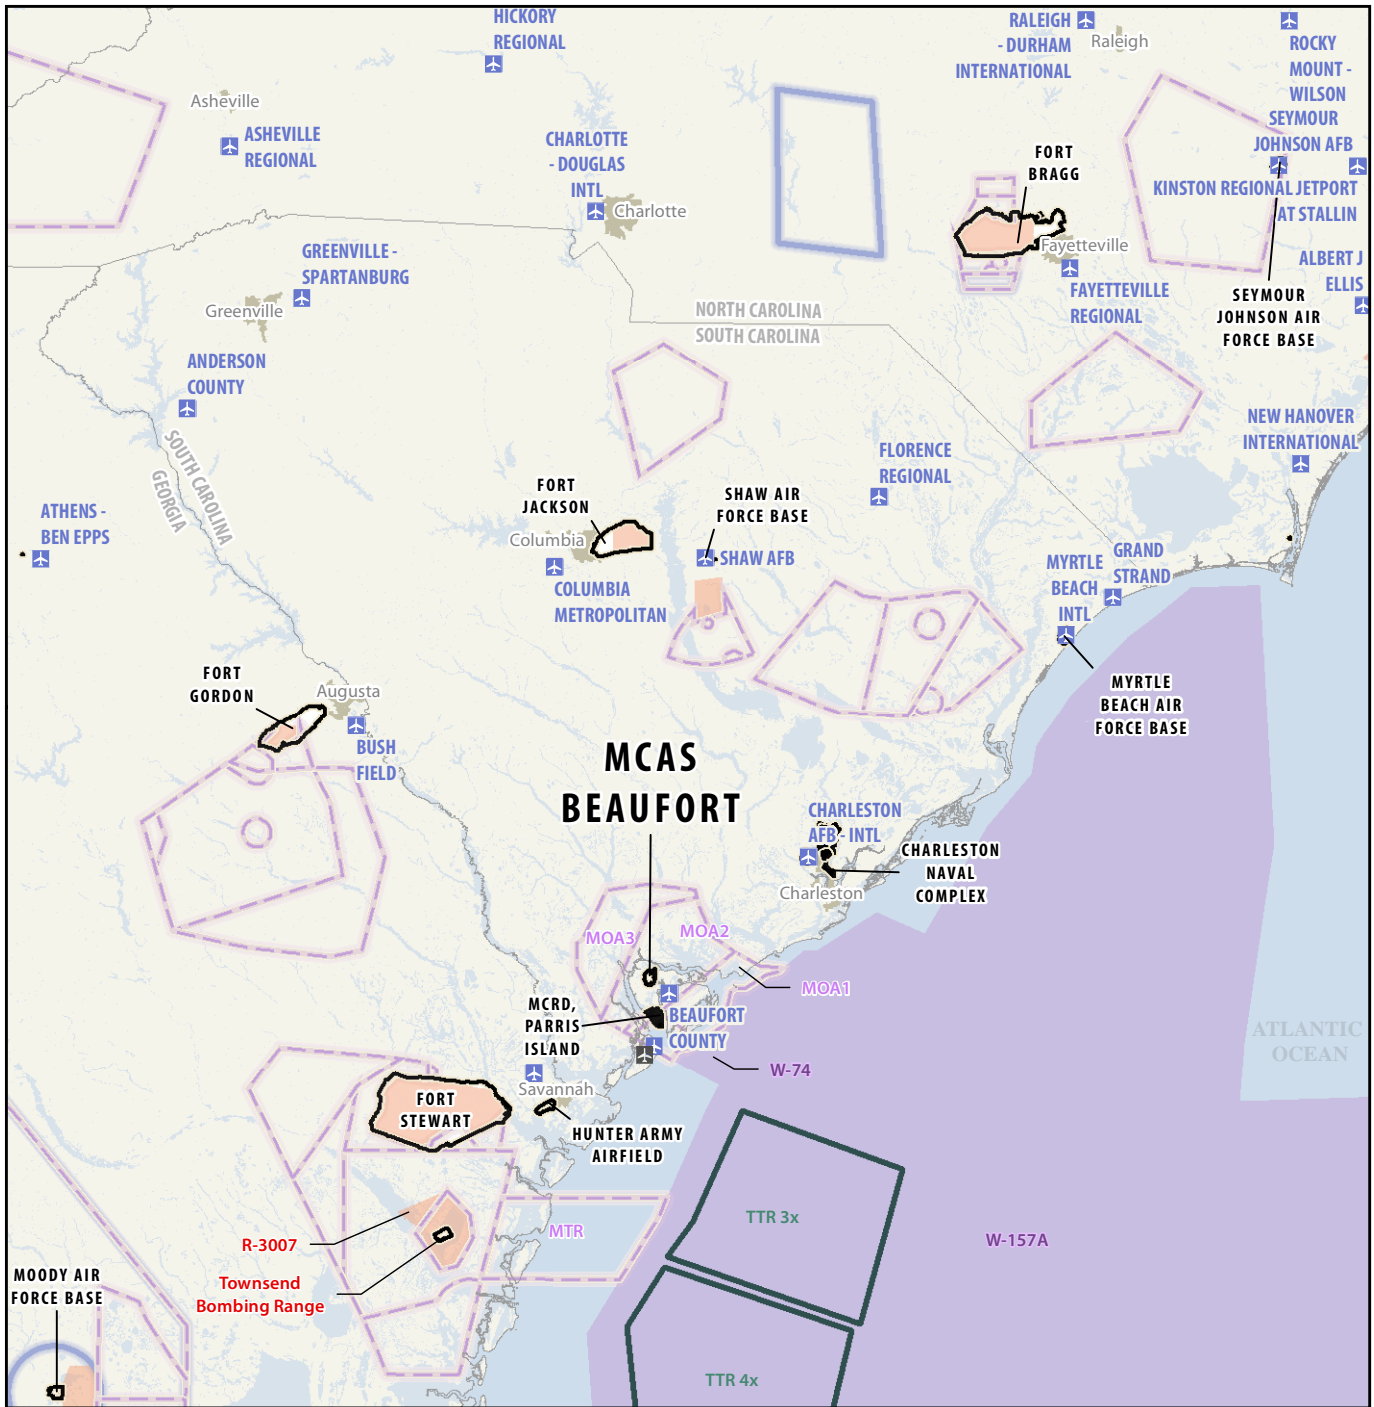 HICKORY
REGIONAL
RALEIGH
- DURHAM
INTERNATIONAL
Raleigh
ROCKY
MOUNT -
WILSON
SEYMOUR
JOHNSON AFB
Asheville
ASHEVILLE
REGIONAL
CHARLOTTE
- DOUGLAS
INTL
Charlotte
FORT
BRAGG
KINSTON REGIONAL JETPORT
AT STALLIN
Fayetteville
FAYETTEVILLE
REGIONAL
ALBERT J
ELLIS
SEYMOUR
JOHNSON AIR
FORCE BASE
GREENVILLE -
SPARTANBURG
Greenville
NORTH CAROLINA
SOUTH CAROLINA
ANDERSON
COUNTY
SOUTH CAROLINA
GEORGIA
NEW HANOVER
INTERNATIONAL
FLORENCE
REGIONAL
FORT
JACKSON
Columbia
COLUMBIA
METROPOLITAN
SHAW AIR
FORCE BASE
SHAW AFB
ATHENS -
BEN EPPS
MYRTLE
BEACH
INTL
GRAND
STRAND
MYRTLE
BEACH AIR
FORCE BASE
FORT
GORDON
Augusta
BUSH
FIELD
MCAS
BEAUFORT
CHARLESTON
AFB - INTL
Charleston
CHARLESTON
NAVAL
COMPLEX
MOA3
MOA2
MOA1
MCRD,
PARRIS
ISLAND
BEAUFORT
COUNTY
W-74
ATLANTIC
OCEAN
Savannah
FORT
STEWART
HUNTER ARMY
AIRFIELD
TTR 3x
MTR
W-157A
R-3007
Townsend
Bombing Range
MOODY AIR
FORCE BASE
TTR 4x